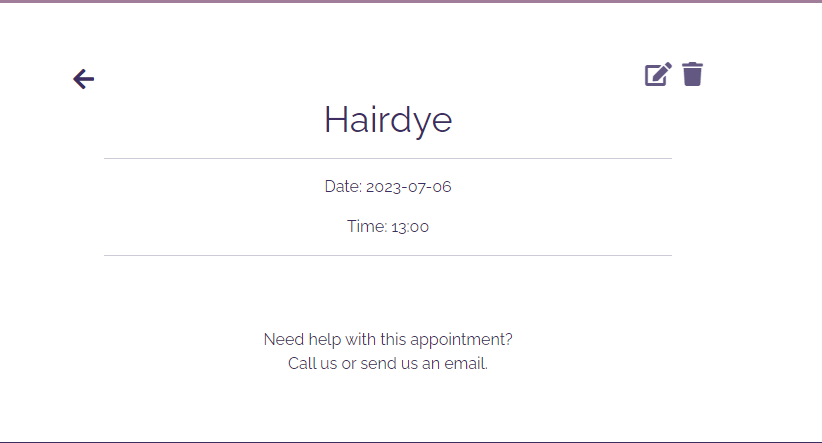 Hairdye
Date: 2023-07-06
Time: 13:00
Need help with this appointment?
Call us or send us an email.